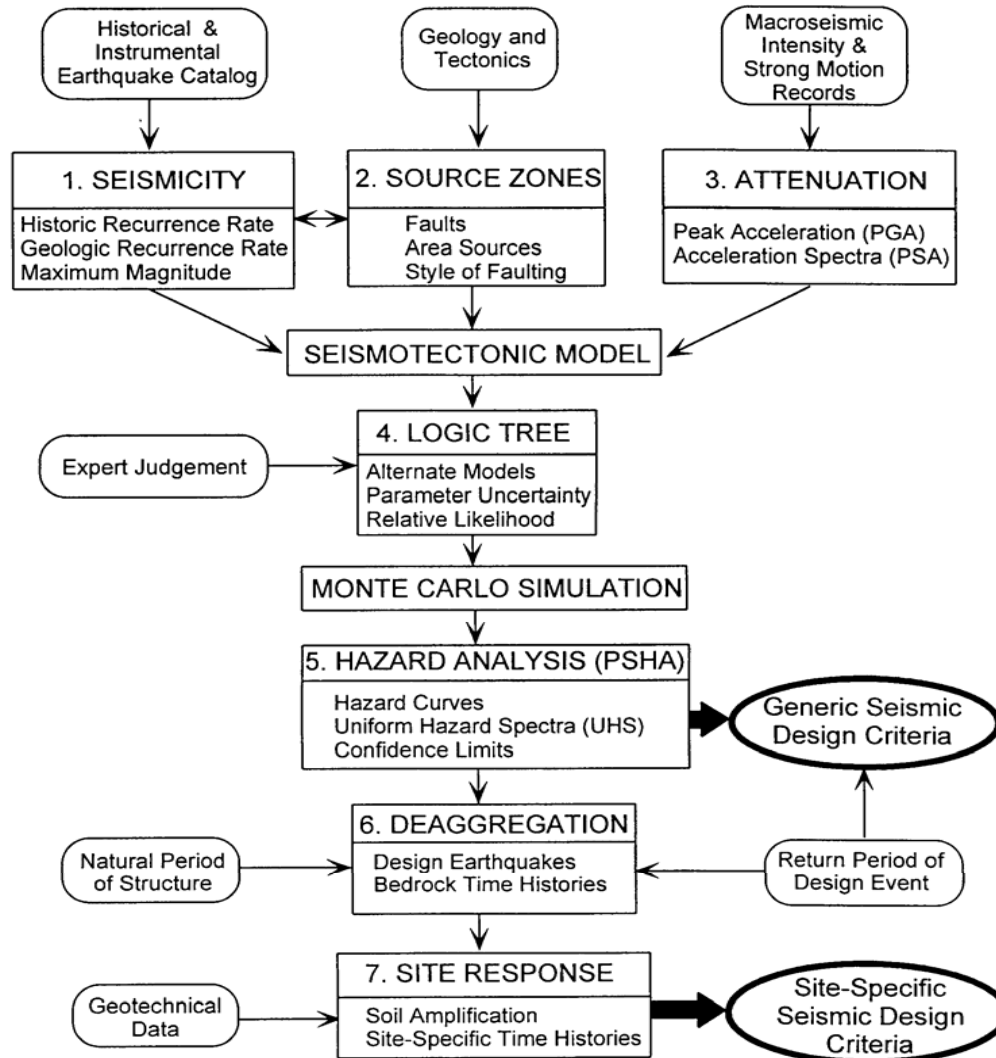 Historical &
Instrumental
Earthquake Catalog
Geology and
Tectonics
Macroseismic
Intensity &
Strong Motion
Records
1. SEISMICITY
Historic Recurrence Rate
Geologic Recurrence Rate
Maximum Magnitude
2. SOURCE ZONES
Faults
Area Sources
Style of Faulting
3. ATTENUATION
Peak Acceleration (PGA)
Acceleration Spectra (PSA)
SEISMOTECTONIC MODEL
Expert Judgement
4. LOGIC TREE
Alternate Models
Parameter Uncertainty
Relative Likelihood
MONTE CARLO SIMULATION
5. HAZARD ANALYSIS (PSHA)
Hazard Curves
Uniform Hazard Spectra (UHS)
Confidence Limits
Generic Seismic
Design Criteria
Natural Period
of Structure
6. DEAGGREGATION
Design Earthquakes
Bedrock Time Histories
Return Period of
Design Event
Geotechnical
Data
7. SITE RESPONSE
Soil Amplification
Site-Specific Time Histories
Site-Specific
Seismic Design
Criteria